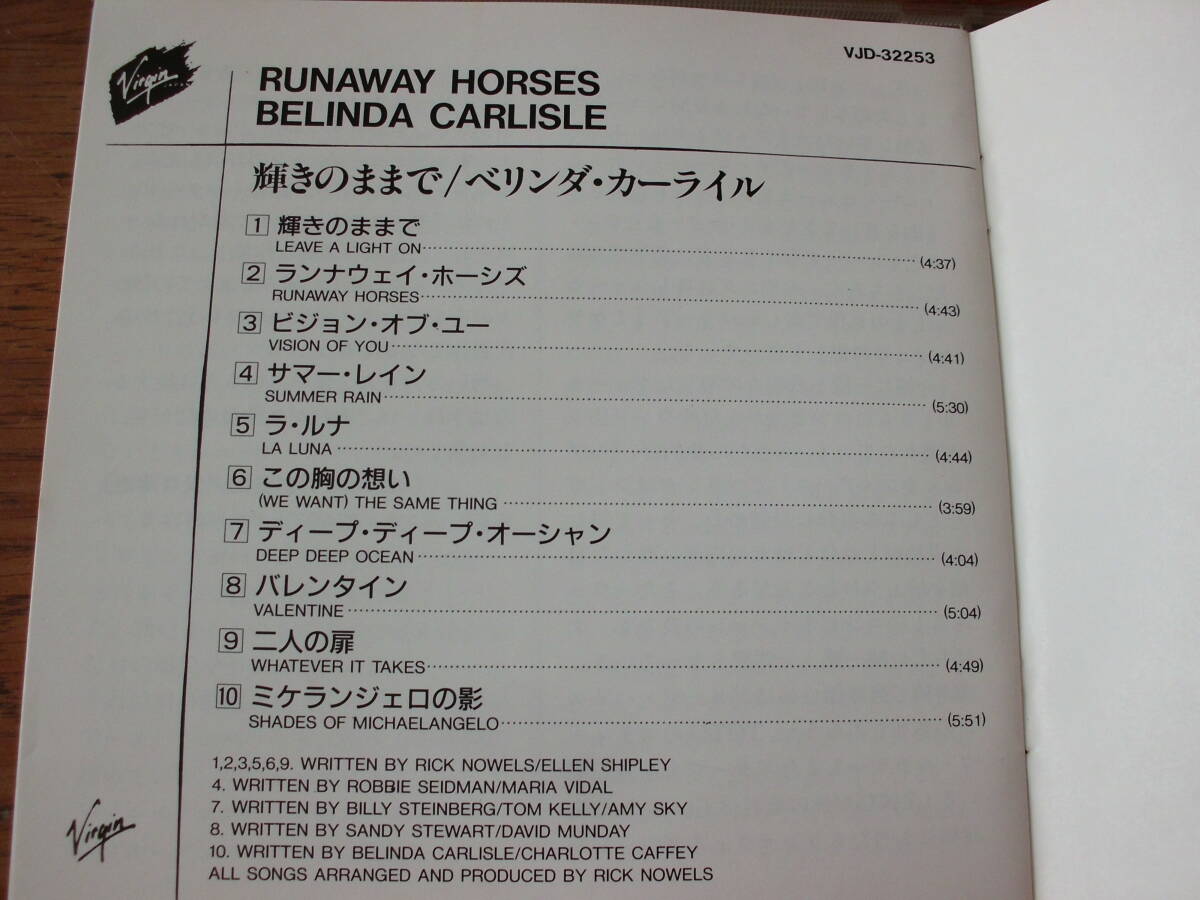 Virgin
JAPAN
VJD-32253
RUNAWAY HORSES
BELINDA CARLISLE
輝きのままで/ベリンダ・カーライル
1 輝きのままで
LEAVE A LIGHT ON (4:37)
2 ランナウェイ・ホーシズ
RUNAWAY HORSES (4:43)
3 ビジョン・オブ・ユー
VISION OF YOU (4:41)
4 サマー・レイン
SUMMER RAIN (5:30)
5 ラ・ルナ
LA LUNA (4:44)
6 この胸の想い
(WE WANT) THE SAME THING (3:59)
7 ディープ・ディープ・オーシャン
DEEP DEEP OCEAN (4:04)
8 バレンタイン
VALENTINE (5:04)
9 二人の扉
WHATEVER IT TAKES (4:49)
10 ミケランジェロの影
SHADES OF MICHAELANGELO (5:51)
1,2,3,5,6,9. WRITTEN BY RICK NOWELS/ELLEN SHIPLEY
4. WRITTEN BY ROBBIE SEIDMAN/MARIA VIDAL
7. WRITTEN BY BILLY STEINBERG/TOM KELLY/AMY SKY
8. WRITTEN BY SANDY STEWART/DAVID MUNDAY
10. WRITTEN BY BELINDA CARLISLE/CHARLOTTE CAFFEY
ALL SONGS ARRANGED AND PRODUCED BY RICK NOWELS
Virgin